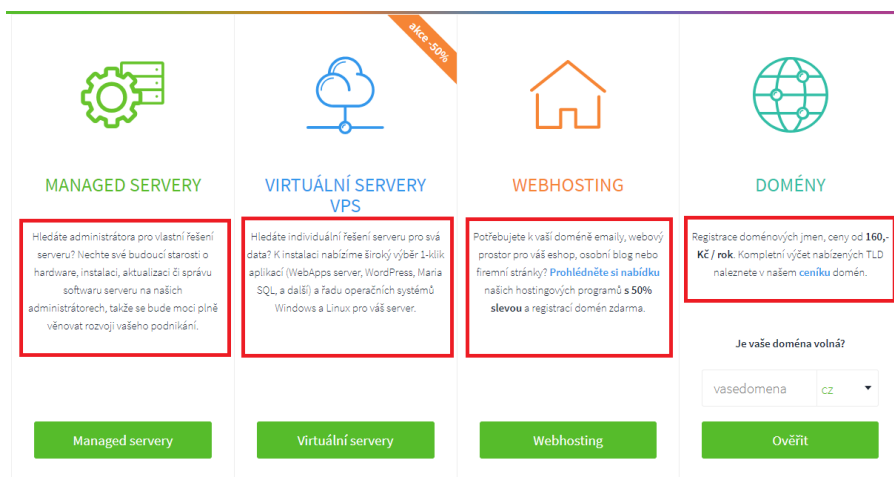 akce -50%
MANAGED SERVERY
Hledáte administrátora pro vlastní řešení
serveru? Nechte své budoucí starosti o
hardware, instalaci, aktualizaci či správu
softwaru serveru na našich
administrátorech, takže se bude moci plně
věnovat rozvoji vašeho podnikání.
Managed servery
VIRTUÁLNÍ SERVERY
VPS
Hledáte individuální řešení serveru pro svá
data? K instalaci nabízíme široký výběr 1-klik
aplikací (WebApps server, WordPress, Maria
SQL, a další) a řadu operačních systémů
Windows a Linux pro váš server.
Virtuální servery
WEBHOSTING
Potřebujete k vaší doméně emaily, webový
prostor pro váš eshop, osobní blog nebo
firemní stránky? Prohlédněte si nabídku
našich hostingových programů s 50%
slevou a registrací domén zdarma.
Webhosting
DOMÉNY
Registrace doménových jmen, ceny od 160,-
Kč / rok. Kompletní výčet nabízených TLD
naleznete v našem ceníku domén.
Je vaše doména volná?
vasedomena cz
Ověřit